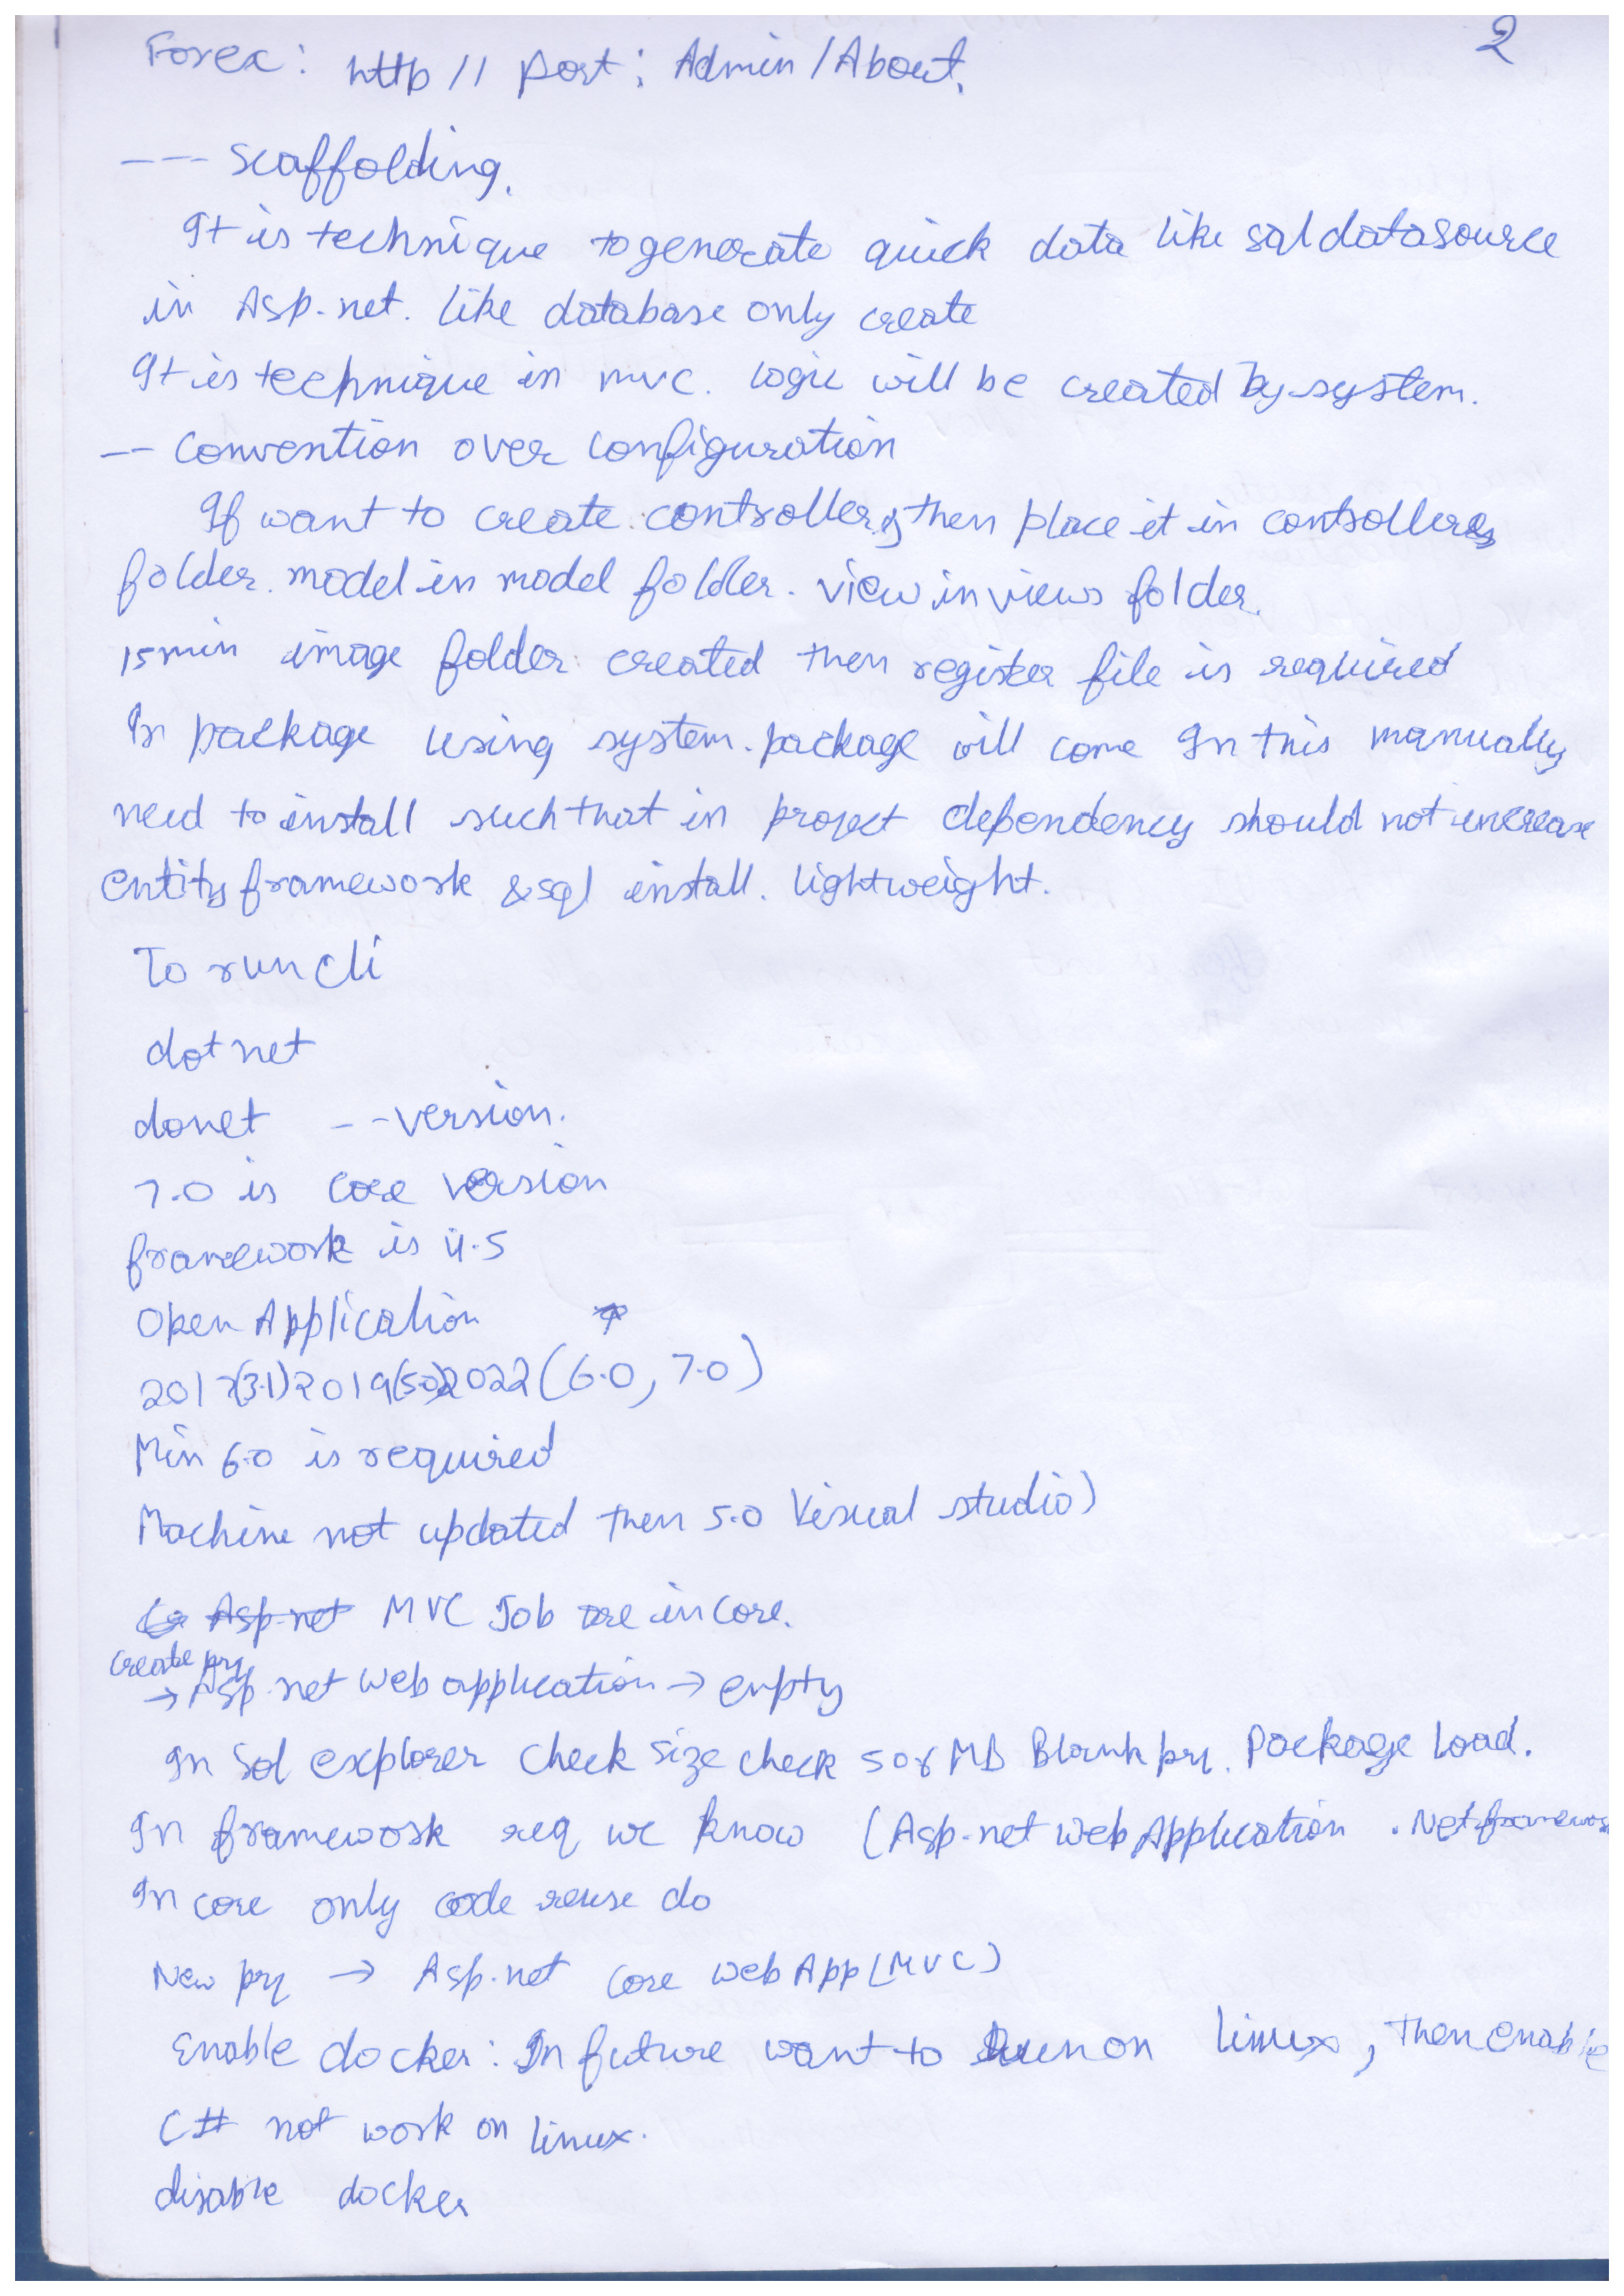 2
Forex: http // port: Admin/About.
--- scaffolding.
It is technique to generate quick data like sqldatasource
in Asp.net. like database only create
It is technique in mvc. logic will be created by system.
-- Convention over configuration
If want to create controller, then place it in controllers
folder. model in model folder. view in views folder.
15 min image folder created then register file is required
In package using system.package will come In this manually
need to install such that in project dependency should not increase
entity framework & sql install. lightweight.
To run cli
dotnet
donet --version.
7.0 is core version
framework is 4.5
Open Application
2017(3.1) 2019(5.0) 2022 (6.0, 7.0)
Min 6.0 is required
Machine not updated then 5.0 Visual studio)
Asp.net MVC Job are in core.
create prj
→ Asp.net web application → empty
In Sol explorer check size check MB Blank prj. Package load.
In framework req we know (Asp.net web Application .Net framewo
In core only code reuse do
New prj → Asp.net core web App (MVC)
Enable docker: In future want to run on linux, then enable
C# not work on linux.
disable docker